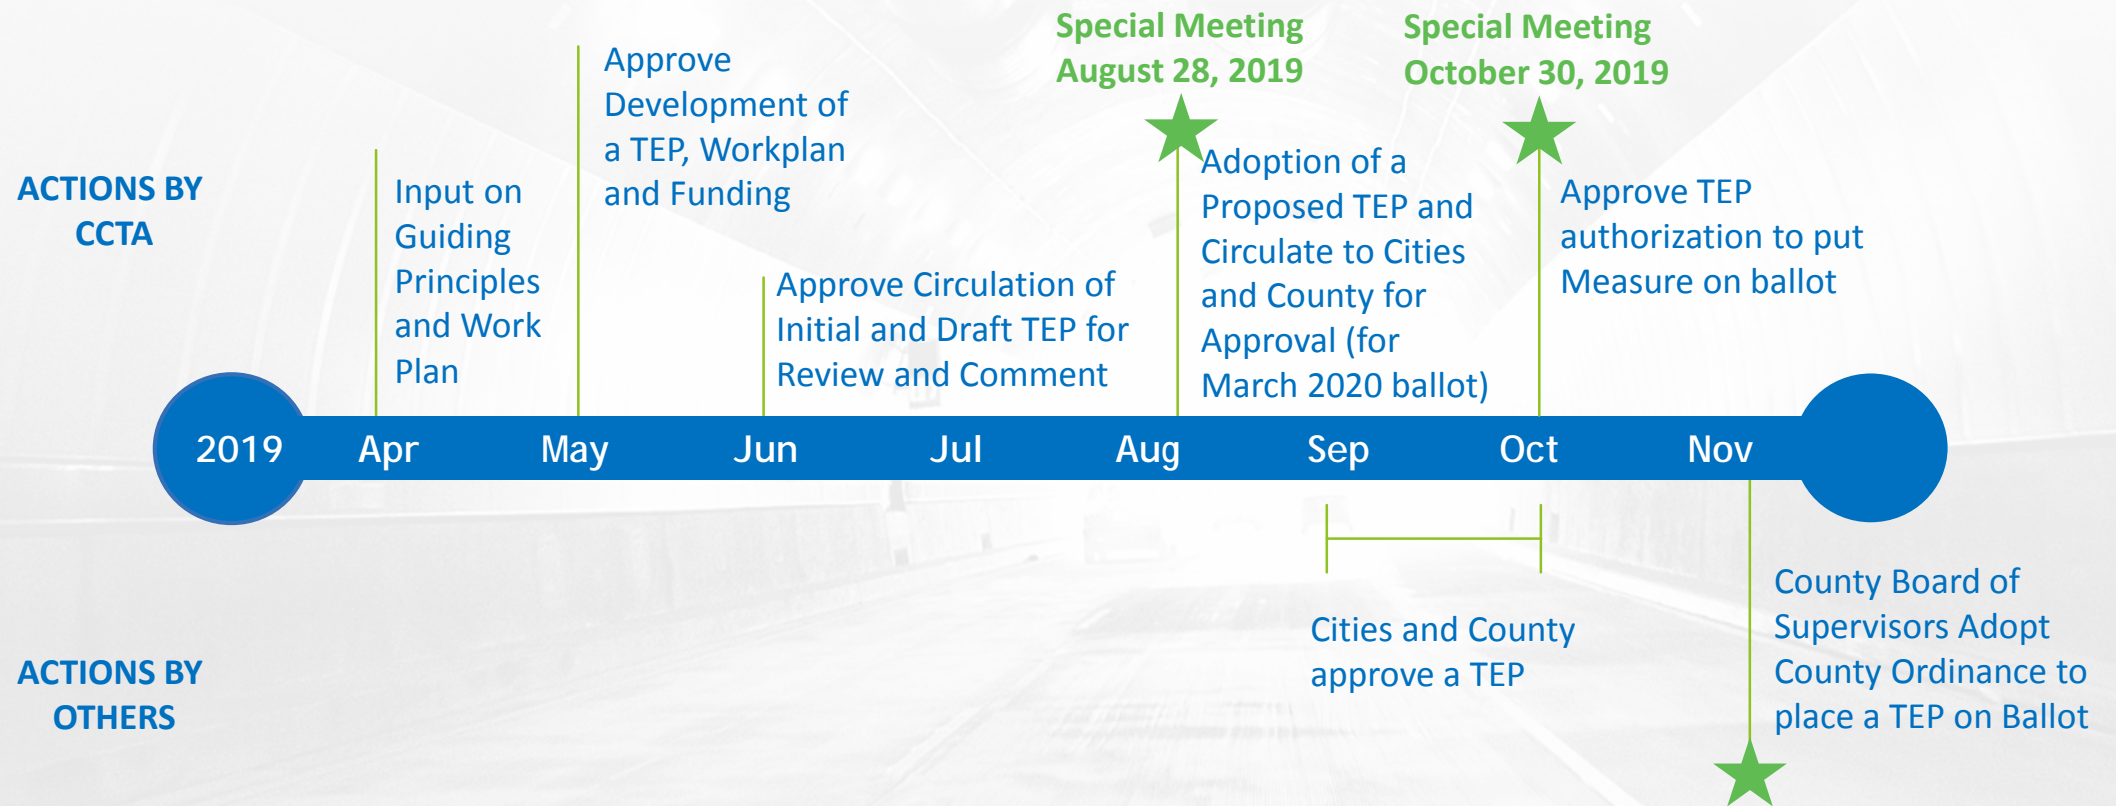 Special Meeting
August 28, 2019
Special Meeting
October 30, 2019
ACTIONS BY
CCTA
Input on
Guiding
Principles
and Work
Plan
Approve
Development of
a TEP, Workplan
and Funding
Approve Circulation of
Initial and Draft TEP for
Review and Comment
Adoption of a
Proposed TEP and
Circulate to Cities
and County for
Approval (for
March 2020 ballot)
Approve TEP
authorization to put
Measure on ballot
2019 Apr May Jun Jul Aug Sep Oct Nov
ACTIONS BY
OTHERS
Cities and County
approve a TEP
County Board of
Supervisors Adopt
County Ordinance to
place a TEP on Ballot